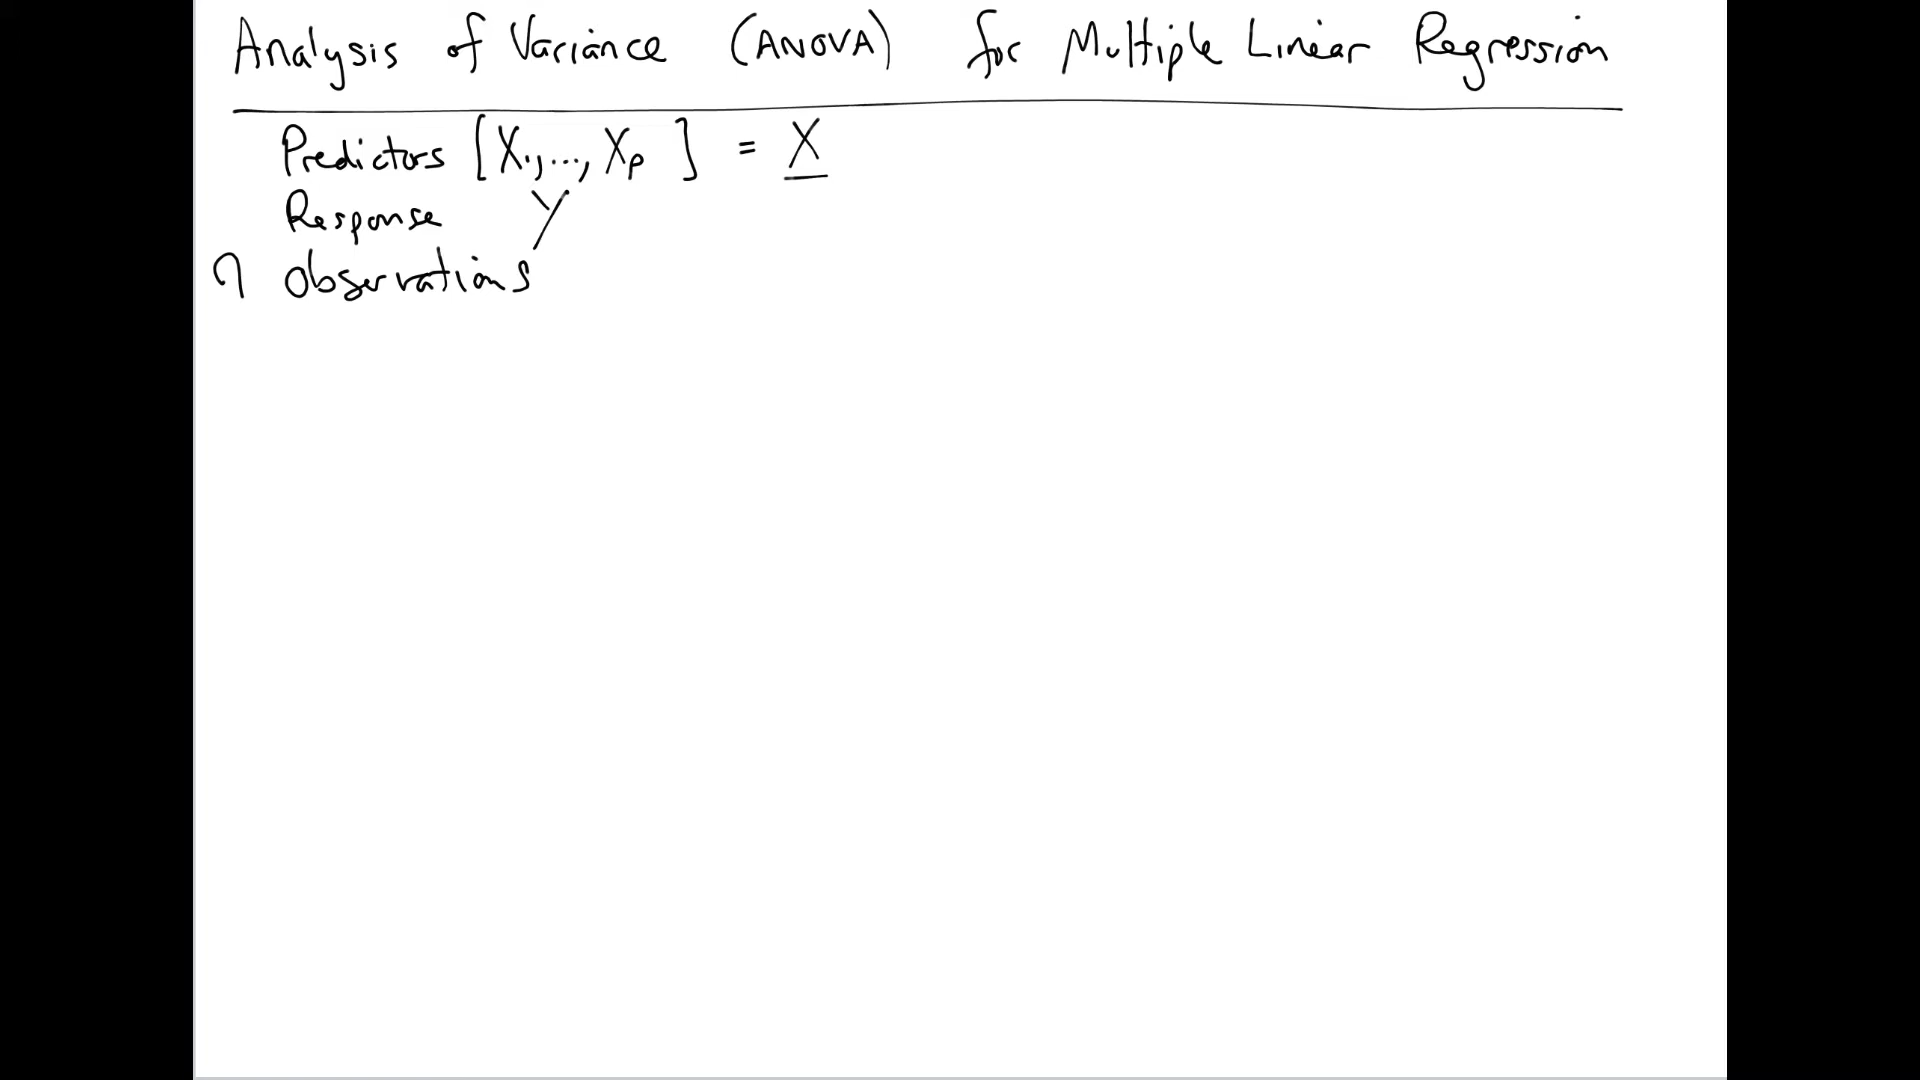 Analysis of Variance (ANOVA) for Multiple Linear Regression
Predictors [X₁,..., Xₚ] = X
Response Y
n observations